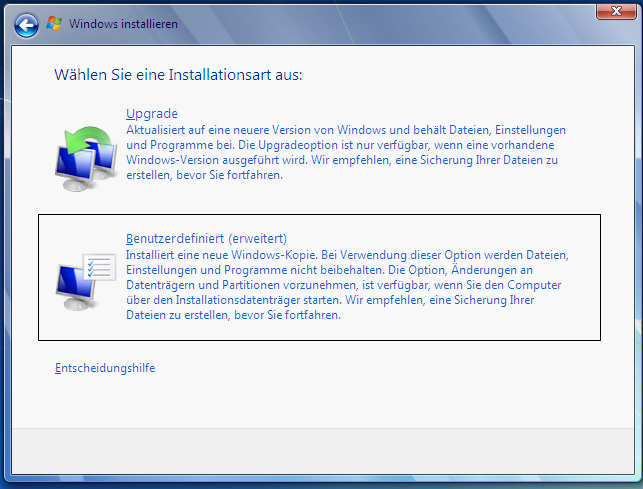 Windows installieren
Wählen Sie eine Installationsart aus:
Upgrade
Aktualisiert auf eine neuere Version von Windows und behält Dateien, Einstellungen
und Programme bei. Die Upgradeoption ist nur verfügbar, wenn eine vorhandene
Windows-Version ausgeführt wird. Wir empfehlen, eine Sicherung Ihrer Dateien zu
erstellen, bevor Sie fortfahren.
Benutzerdefiniert (erweitert)
Installiert eine neue Windows-Kopie. Bei Verwendung dieser Option werden Dateien,
Einstellungen und Programme nicht beibehalten. Die Option, Änderungen an
Datenträgern und Partitionen vorzunehmen, ist verfügbar, wenn Sie den Computer
über den Installationsdatenträger starten. Wir empfehlen, eine Sicherung Ihrer
Dateien zu erstellen, bevor Sie fortfahren.
Entscheidungshilfe